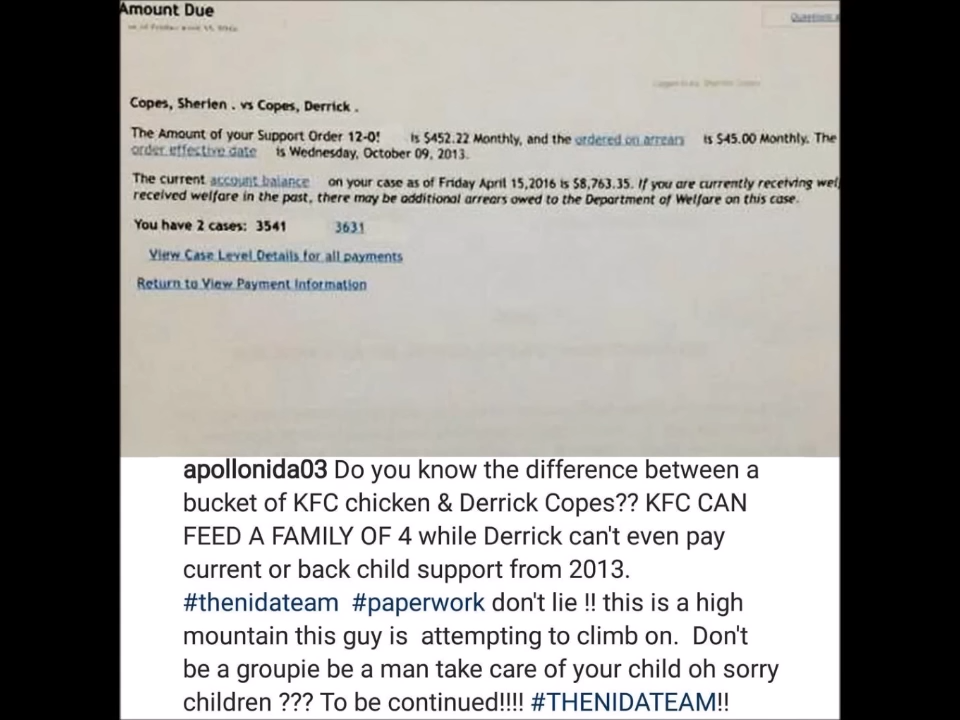 Amount Due
Copes, Sherlen . vs Copes, Derrick .
The Amount of your Support Order 12-0! is $452.22 Monthly, and the ordered on arrears is $45.00 Monthly. The
order effective date is Wednesday, October 09, 2013.
The current account balance on your case as of Friday April 15,2016 is $8,763.35. If you are currently receiving wel
received welfare in the past, there may be additional arrears owed to the Department of Welfare on this case.
You have 2 cases: 3541 3631
View Case Level Details for all payments
Return to View Payment Information
apollonida03 Do you know the difference between a
bucket of KFC chicken & Derrick Copes?? KFC CAN
FEED A FAMILY OF 4 while Derrick can't even pay
current or back child support from 2013.
#thenidateam #paperwork don't lie !! this is a high
mountain this guy is attempting to climb on. Don't
be a groupie be a man take care of your child oh sorry
children ??? To be continued!!!! #THENIDATEAM!!